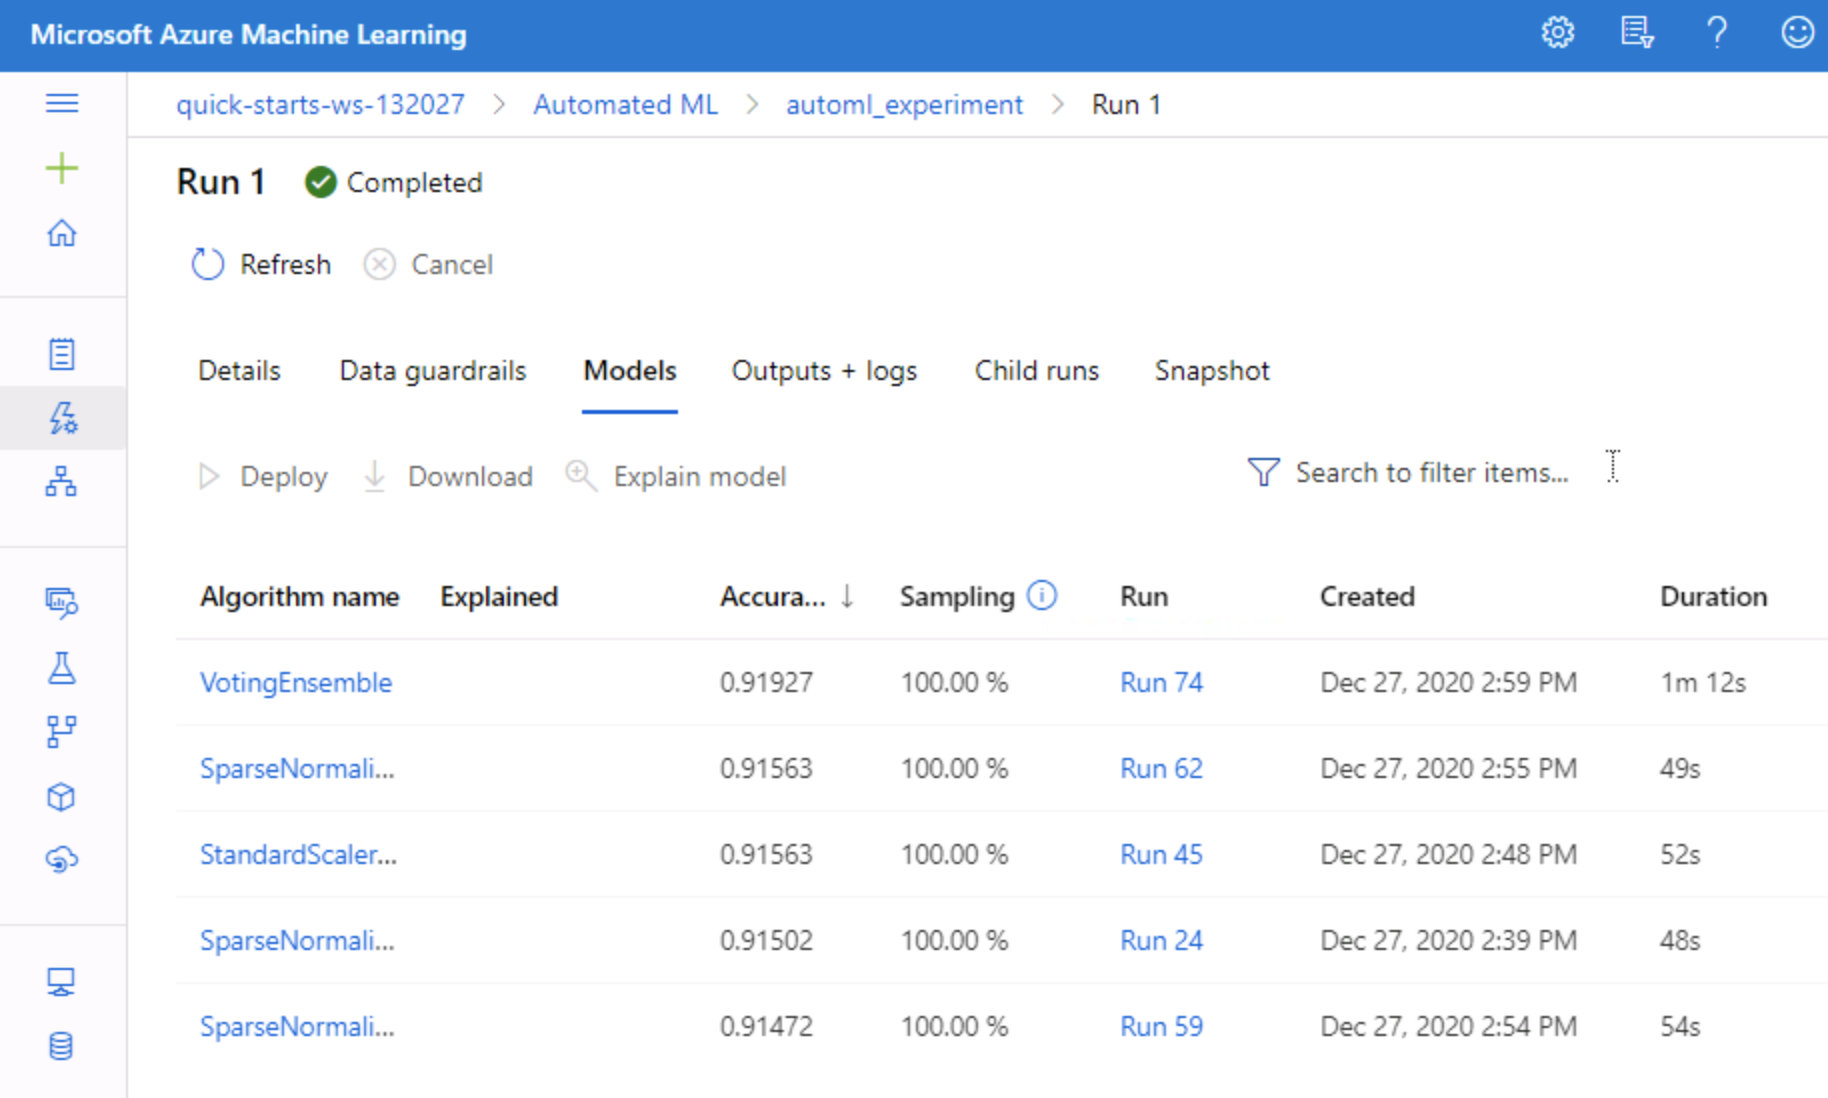 Microsoft Azure Machine Learning
quick-starts-ws-132027 > Automated ML > automl_experiment > Run 1
Run 1 Completed
Refresh Cancel
Details Data guardrails Models Outputs + logs Child runs Snapshot
Deploy Download Explain model Search to filter items...
Algorithm name Explained Accura... ↓ Sampling Run Created Duration
VotingEnsemble 0.91927 100.00 % Run 74 Dec 27, 2020 2:59 PM 1m 12s
SparseNormali... 0.91563 100.00 % Run 62 Dec 27, 2020 2:55 PM 49s
StandardScaler... 0.91563 100.00 % Run 45 Dec 27, 2020 2:48 PM 52s
SparseNormali... 0.91502 100.00 % Run 24 Dec 27, 2020 2:39 PM 48s
SparseNormali... 0.91472 100.00 % Run 59 Dec 27, 2020 2:54 PM 54s